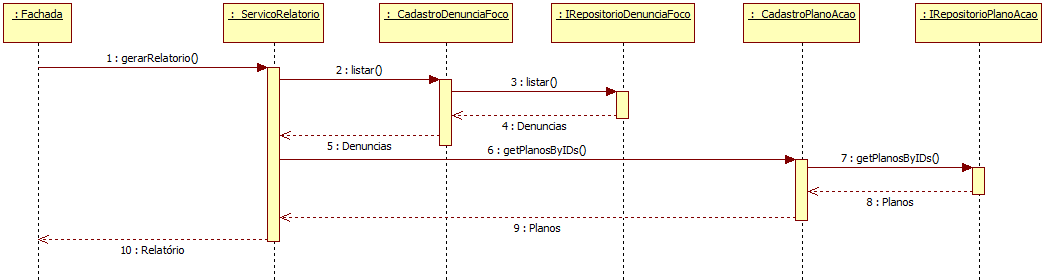 : Fachada
: ServicoRelatorio
: CadastroDenunciaFoco
: IRepositorioDenunciaFoco
: CadastroPlanoAcao
: IRepositorioPlanoAcao
1 : gerarRelatorio()
2 : listar()
3 : listar()
4 : Denuncias
5 : Denuncias
6 : getPlanosByIDs()
7 : getPlanosByIDs()
8 : Planos
9 : Planos
10 : Relatório